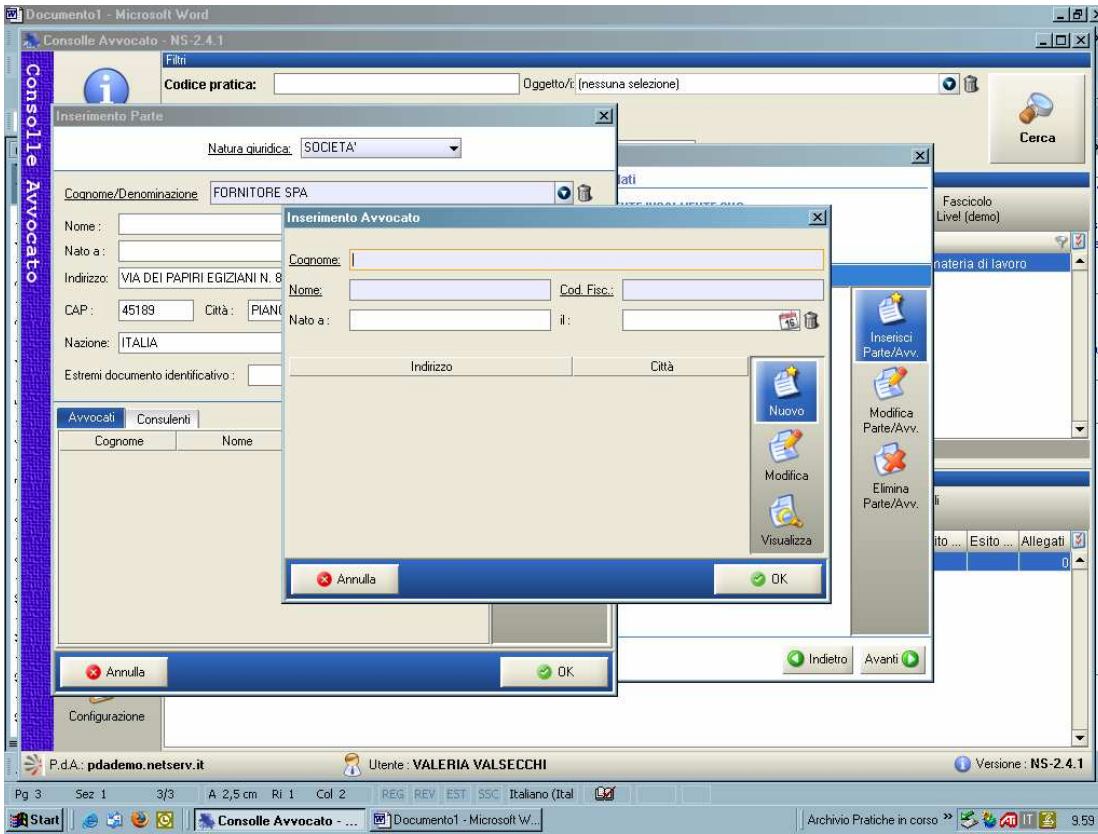 Documento1 - Microsoft Word
Consolle Avvocato - NS-2.4.1
Consolle Avvocato
Filtri
Codice pratica:
Oggetto/r:
(nessuna selezione)
Cerca
Inserimento Parte
Natura giuridica:
SOCIETA'
Cognome/Denominazione
FORNITORE SPA
Nome :
Nato a :
Indirizzo:
VIA DEI PAPIRI EGIZIANI N. 8
CAP :
45189
Città :
Nazione:
ITALIA
Estremi documento identificativo :
Avvocati
Consulenti
Cognome
Nome
Annulla
OK
Inserimento Avvocato
Cognome:
Nome:
Cod. Fisc.:
Nato a :
il :
Indirizzo
Città
Nuovo
Modifica
Visualizza
Annulla
OK
Inserisci
Parte/Avv.
Modifica
Parte/Avv.
Elimina
Parte/Avv.
Indietro
Avanti
Fascicolo
Live! (demo)
materia di lavoro
ito ...
Esito ...
Allegati
0
Configurazione
P.d.A.: pdademo.netserv.it
Utente : VALERIA VALSECCHI
Versione : NS-2.4.1
Pg 3 Sez 1 3/3 A 2,5 cm Ri 1 Col 2 REG REV EST SSC Italiano (Ital
Start
Consolle Avvocato - ...
Documento1 - Microsoft W...
Archivio Pratiche in corso
IT
9.59